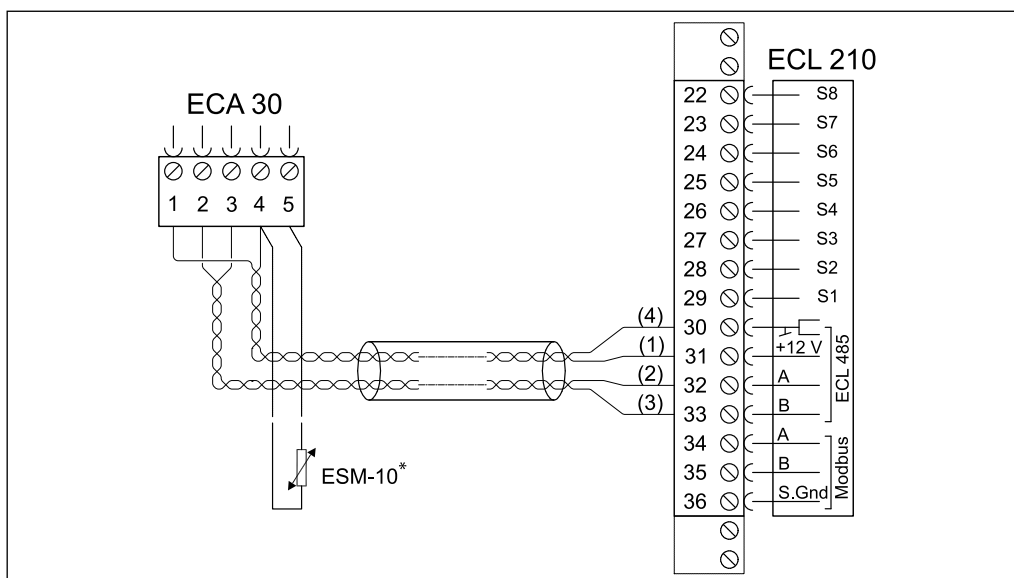 ECA 30
1 2 3 4 5
ESM-10*
ECL 210
22 S8
23 S7
24 S6
25 S5
26 S4
27 S3
28 S2
29 S1
(4) 30
(1) 31 +12 V
(2) 32 A
(3) 33 B
ECL 485
34 A
35 B
36 S.Gnd
Modbus